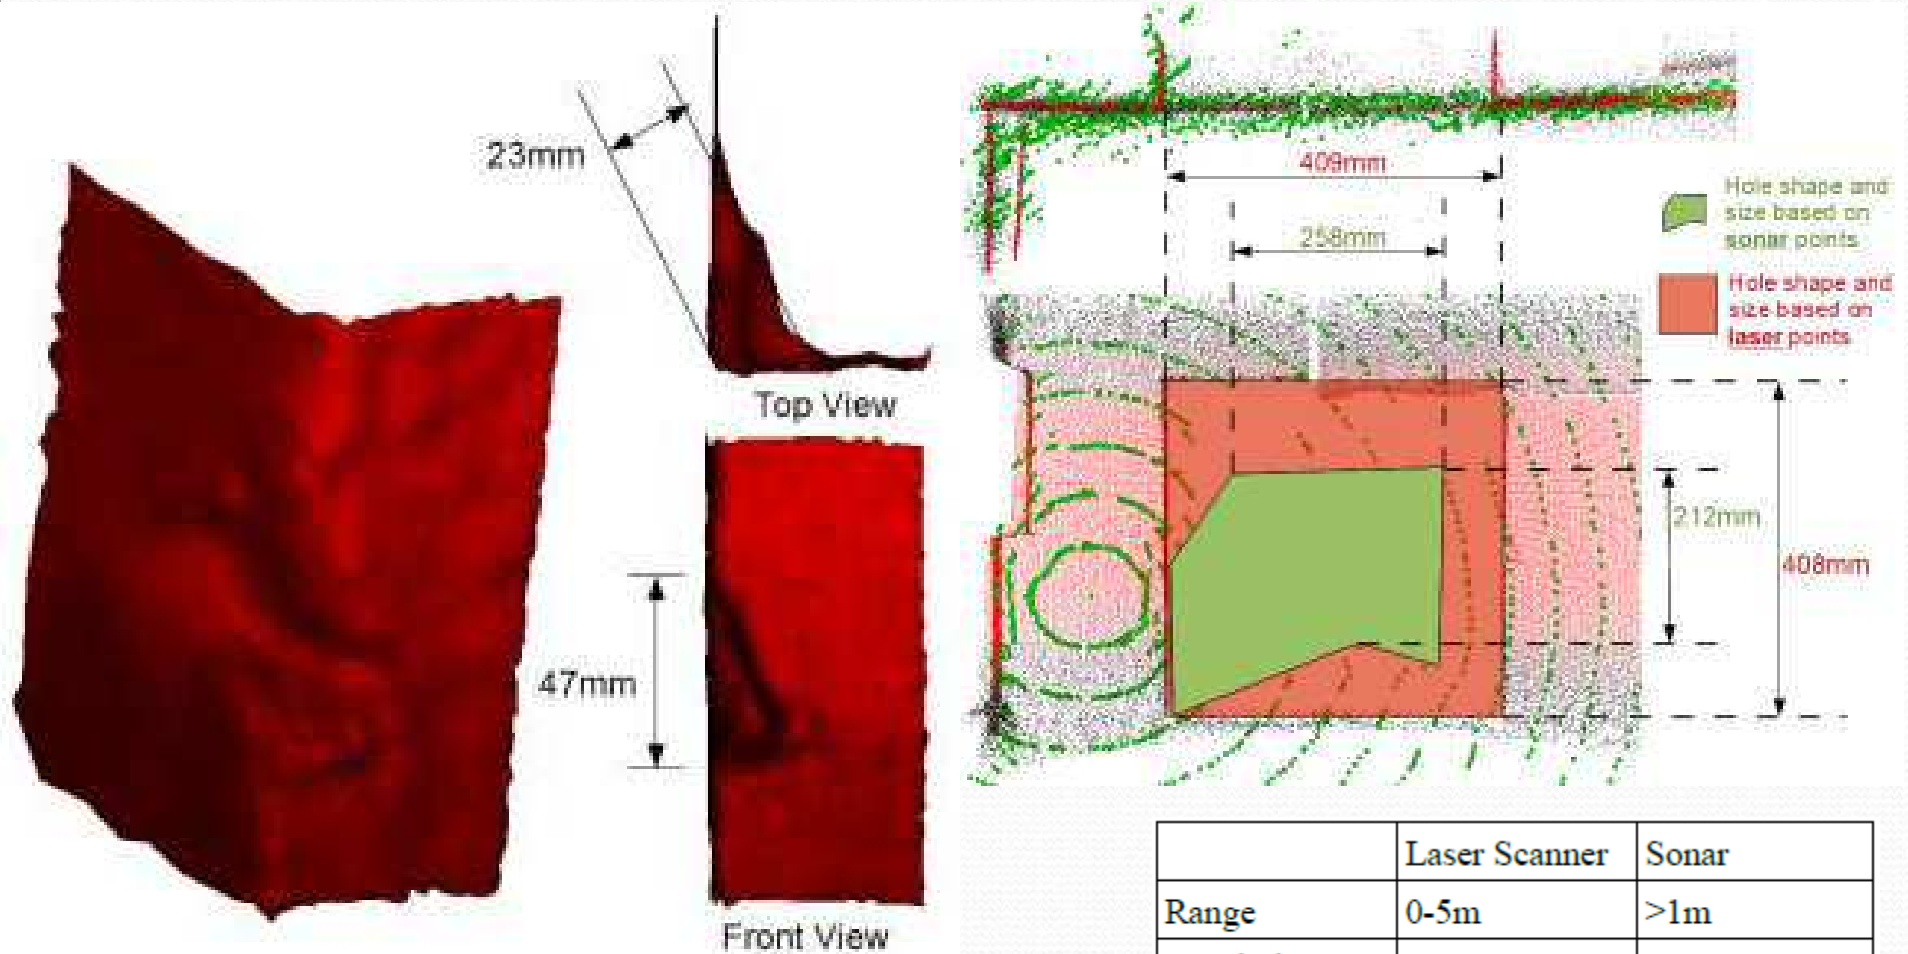 23mm
Top View
47mm
Front View
409mm
258mm
Hole shape and
size based on
sonar points
Hole shape and
size based on
laser points
212mm
408mm
Laser Scanner
Sonar
Range
0-5m
>1m